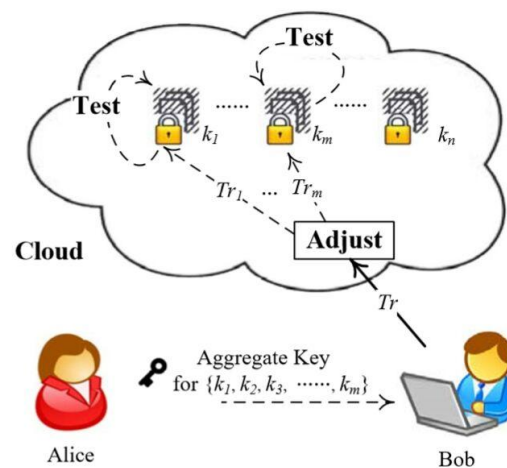 Test
Test
...... ......
k₁ kₘ kₙ
Tr₁ ... Trₘ
Adjust
Cloud
Tr
Aggregate Key
for {k₁, k₂, k₃, ······, kₘ}
Alice
Bob